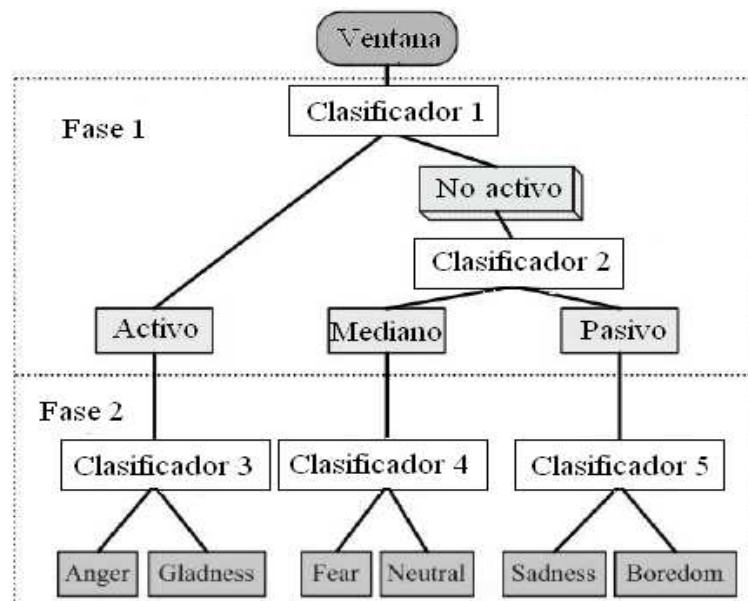 Ventana
Fase 1
Clasificador 1
No activo
Clasificador 2
Activo
Mediano
Pasivo
Fase 2
Clasificador 3
Clasificador 4
Clasificador 5
Anger
Gladness
Fear
Neutral
Sadness
Boredom